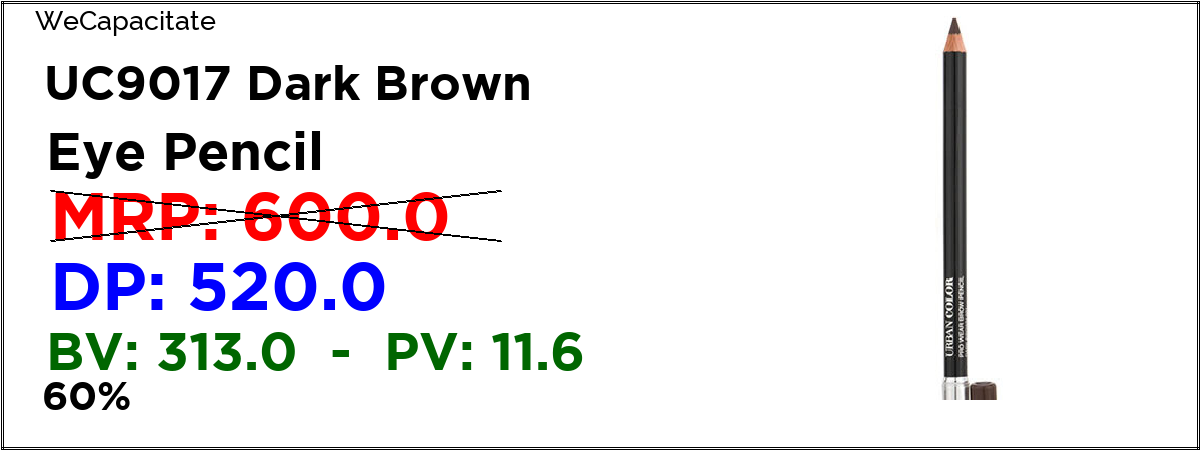 WeCapacitate
UC9017 Dark Brown
Eye Pencil
MRP: 600.0
DP: 520.0
BV: 313.0 - PV: 11.6
60%
URBAN COLOR
PRO WEAR BROW PENCIL